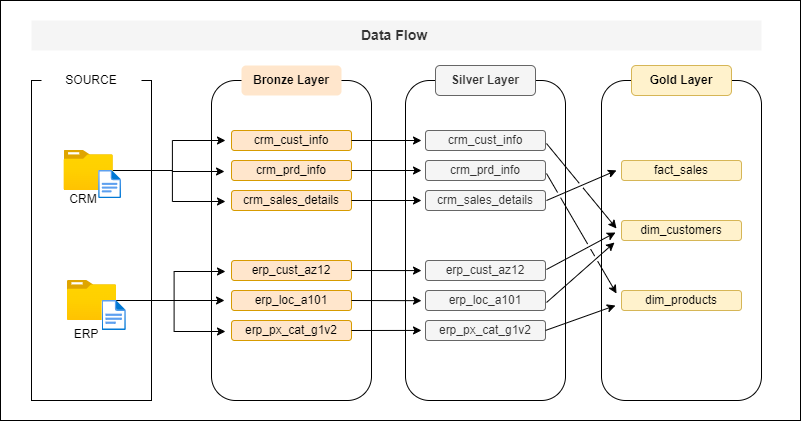 Data Flow
SOURCE
CRM
ERP
Bronze Layer
crm_cust_info
crm_prd_info
crm_sales_details
erp_cust_az12
erp_loc_a101
erp_px_cat_g1v2
Silver Layer
crm_cust_info
crm_prd_info
crm_sales_details
erp_cust_az12
erp_loc_a101
erp_px_cat_g1v2
Gold Layer
fact_sales
dim_customers
dim_products